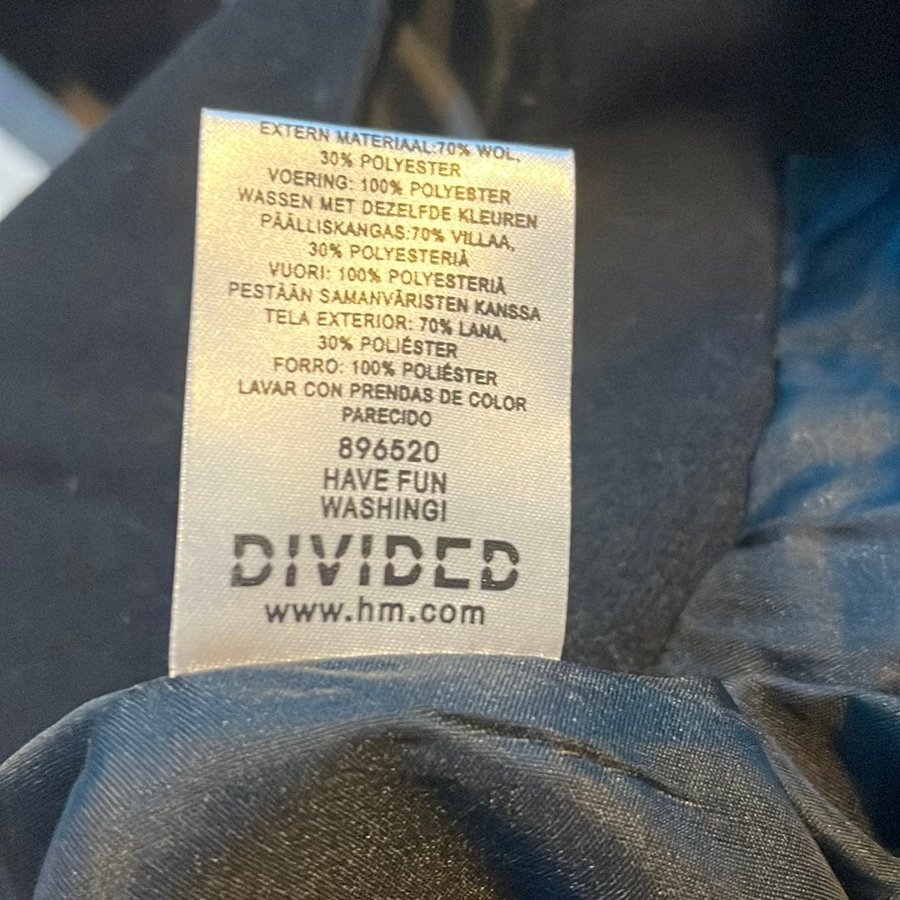 EXTERN MATERIAAL:70% WOL,
30% POLYESTER
VOERING: 100% POLYESTER
WASSEN MET DEZELFDE KLEUREN
PÄÄLLISKANGAS:70% VILLAA,
30% POLYESTERIÄ
VUORI: 100% POLYESTERIÄ
PESTÄÄN SAMANVÄRISTEN KANSSA
TELA EXTERIOR: 70% LANA,
30% POLIÉSTER
FORRO: 100% POLIÉSTER
LAVAR CON PRENDAS DE COLOR
PARECIDO
896520
HAVE FUN
WASHING!
DIVIDED
www.hm.com